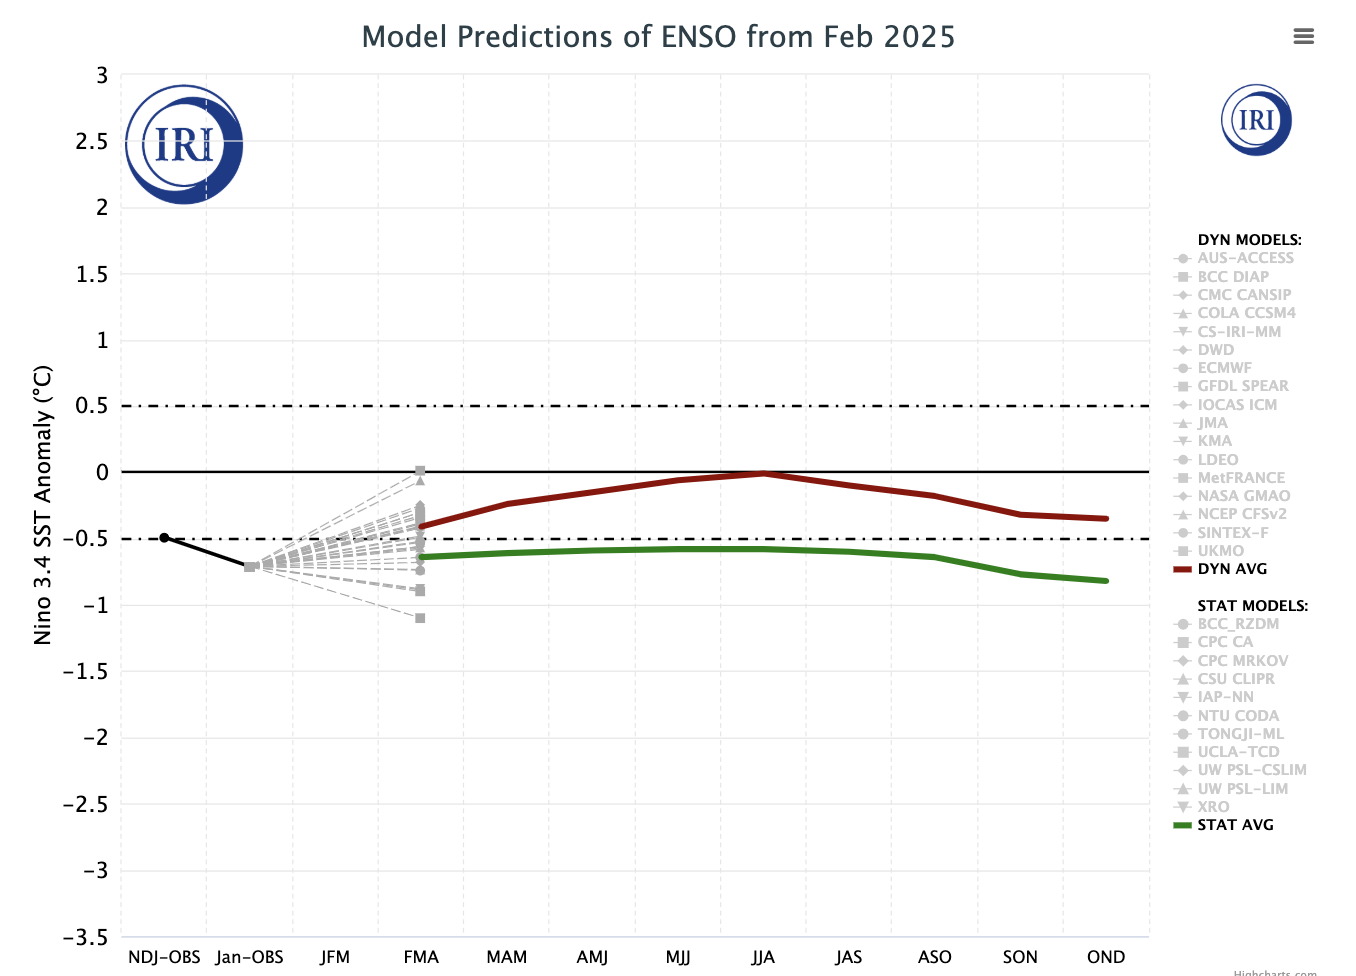 Model Predictions of ENSO from Feb 2025
IRI
IRI
Nino 3.4 SST Anomaly (°C)
3
2.5
2
1.5
1
0.5
0
−0.5
−1
−1.5
−2
−2.5
−3
−3.5
NDJ-OBS Jan-OBS JFM FMA MAM AMJ MJJ JJA JAS ASO SON OND
DYN MODELS:
AUS-ACCESS
BCC DIAP
CMC CANSIP
COLA CCSM4
CS-IRI-MM
DWD
ECMWF
GFDL SPEAR
IOCAS ICM
JMA
KMA
LDEO
MetFRANCE
NASA GMAO
NCEP CFSv2
SINTEX-F
UKMO
DYN AVG
STAT MODELS:
BCC_RZDM
CPC CA
CPC MRKOV
CSU CLIPR
IAP-NN
NTU CODA
TONGJI-ML
UCLA-TCD
UW PSL-CSLIM
UW PSL-LIM
XRO
STAT AVG
Highcharts.com